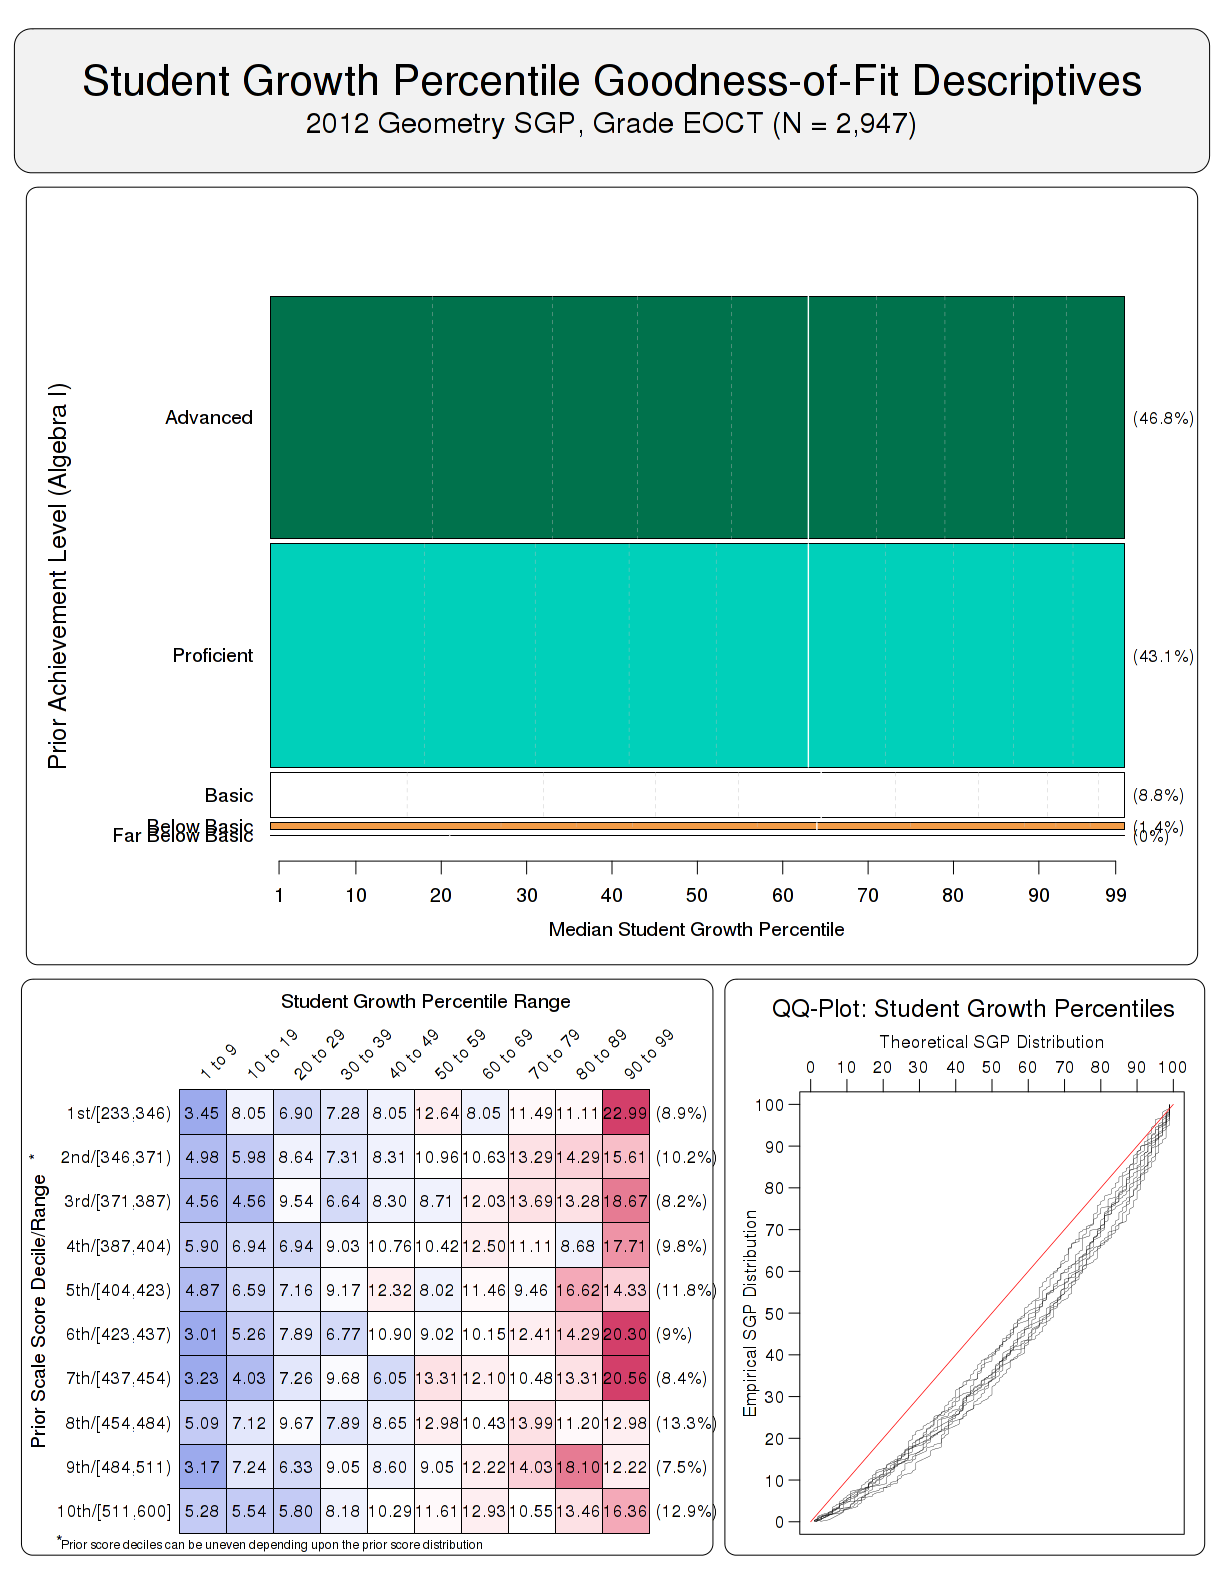 Student Growth Percentile Goodness-of-Fit Descriptives
2012 Geometry SGP, Grade EOCT (N = 2,947)
Prior Achievement Level (Algebra I)
Advanced (46.8%)
Proficient (43.1%)
Basic (8.8%)
Below Basic (1.4%)
Far Below Basic (0%)
1 10 20 30 40 50 60 70 80 90 99
Median Student Growth Percentile
Student Growth Percentile Range
1 to 9 10 to 19 20 to 29 30 to 39 40 to 49 50 to 59 60 to 69 70 to 79 80 to 89 90 to 99
Prior Scale Score Decile/Range *
1st/[233,346) 3.45 8.05 6.90 7.28 8.05 12.64 8.05 11.49 11.11 22.99 (8.9%)
2nd/[346,371) 4.98 5.98 8.64 7.31 8.31 10.96 10.63 13.29 14.29 15.61 (10.2%)
3rd/[371,387) 4.56 4.56 9.54 6.64 8.30 8.71 12.03 13.69 13.28 18.67 (8.2%)
4th/[387,404) 5.90 6.94 6.94 9.03 10.76 10.42 12.50 11.11 8.68 17.71 (9.8%)
5th/[404,423) 4.87 6.59 7.16 9.17 12.32 8.02 11.46 9.46 16.62 14.33 (11.8%)
6th/[423,437) 3.01 5.26 7.89 6.77 10.90 9.02 10.15 12.41 14.29 20.30 (9%)
7th/[437,454) 3.23 4.03 7.26 9.68 6.05 13.31 12.10 10.48 13.31 20.56 (8.4%)
8th/[454,484) 5.09 7.12 9.67 7.89 8.65 12.98 10.43 13.99 11.20 12.98 (13.3%)
9th/[484,511) 3.17 7.24 6.33 9.05 8.60 9.05 12.22 14.03 18.10 12.22 (7.5%)
10th/[511,600] 5.28 5.54 5.80 8.18 10.29 11.61 12.93 10.55 13.46 16.36 (12.9%)
*Prior score deciles can be uneven depending upon the prior score distribution
QQ-Plot: Student Growth Percentiles
Theoretical SGP Distribution
0 10 20 30 40 50 60 70 80 90 100
Empirical SGP Distribution
100
90
80
70
60
50
40
30
20
10
0